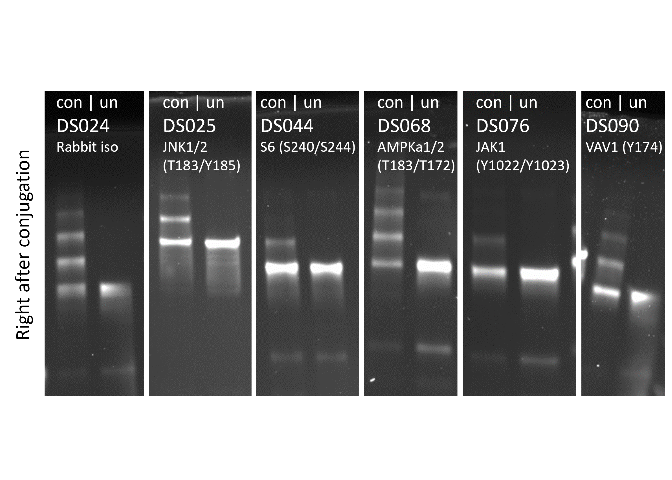 Right after conjugation
con | un
DS024
Rabbit iso
con | un
DS025
JNK1/2
(T183/Y185)
con | un
DS044
S6 (S240/S244)
con | un
DS068
AMPKa1/2
(T183/T172)
con | un
DS076
JAK1
(Y1022/Y1023)
con | un
DS090
VAV1 (Y174)